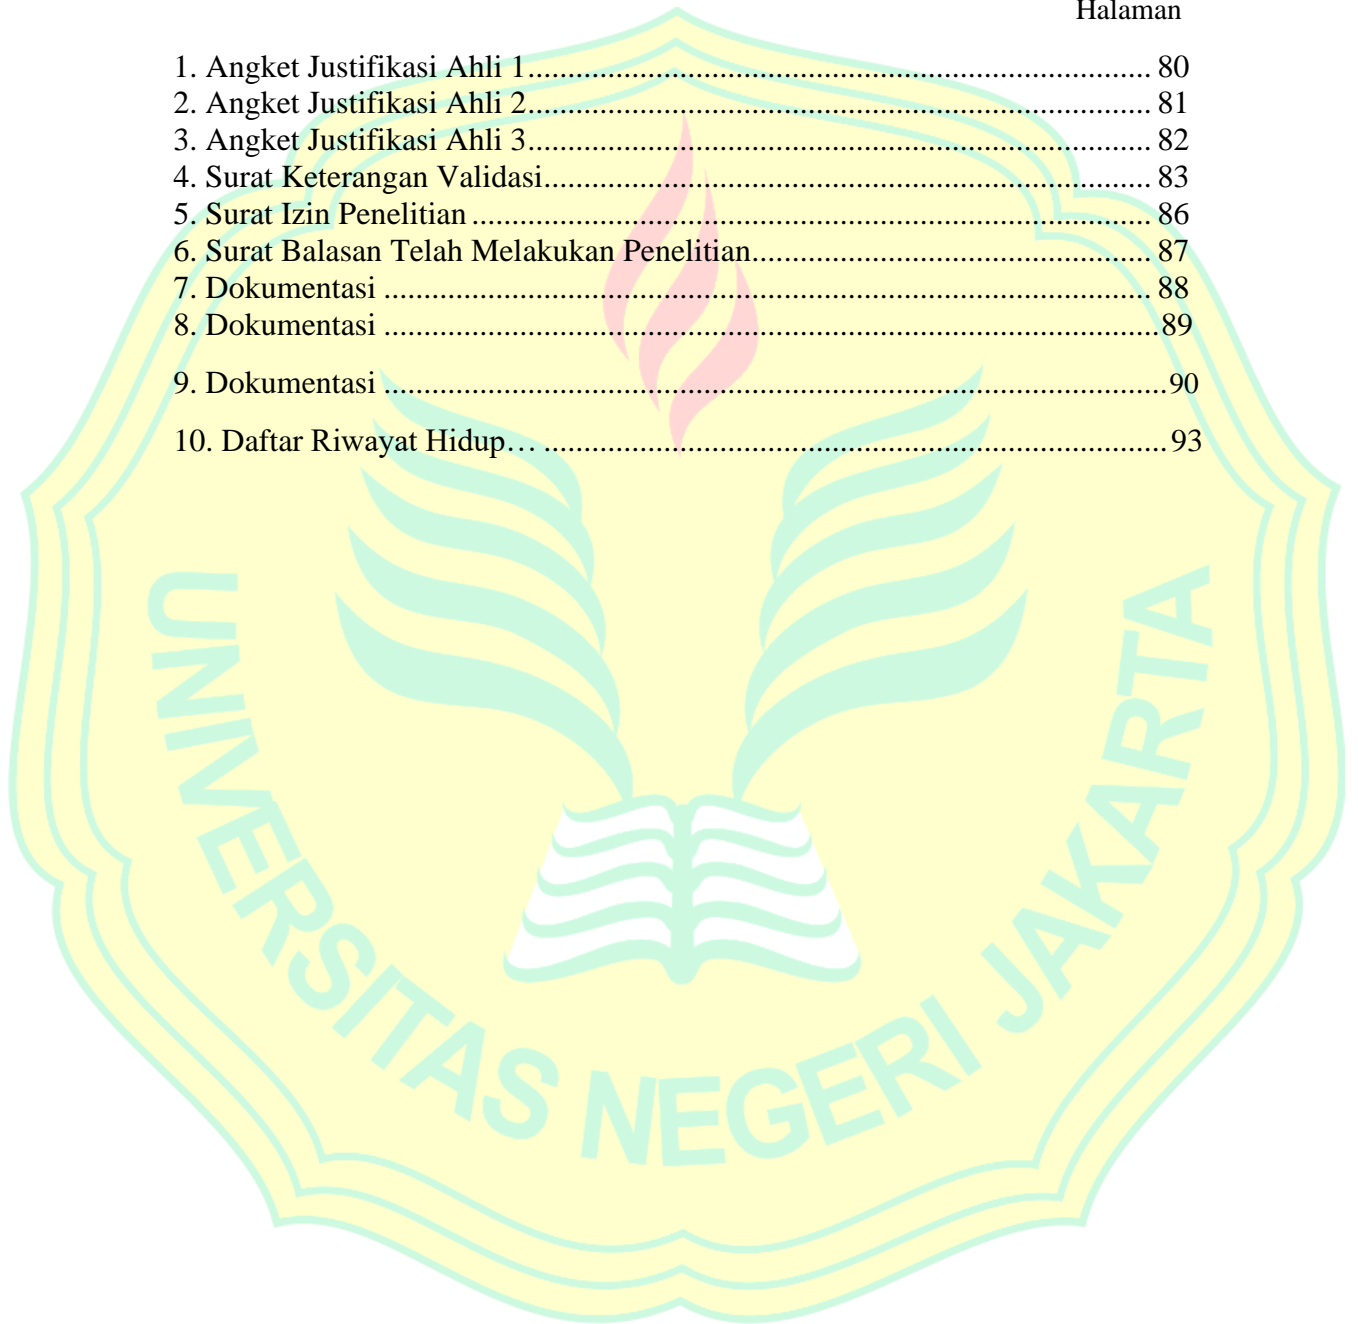 Halaman
1. Angket Justifikasi Ahli 1.............................................................................. 80
2. Angket Justifikasi Ahli 2.............................................................................. 81
3. Angket Justifikasi Ahli 3.............................................................................. 82
4. Surat Keterangan Validasi............................................................................ 83
5. Surat Izin Penelitian ..................................................................................... 86
6. Surat Balasan Telah Melakukan Penelitian.................................................. 87
7. Dokumentasi ................................................................................................ 88
8. Dokumentasi .................................................................................................89
9. Dokumentasi ..................................................................................................90
10. Daftar Riwayat Hidup… ..............................................................................93
UNIVERSITAS NEGERI JAKARTA